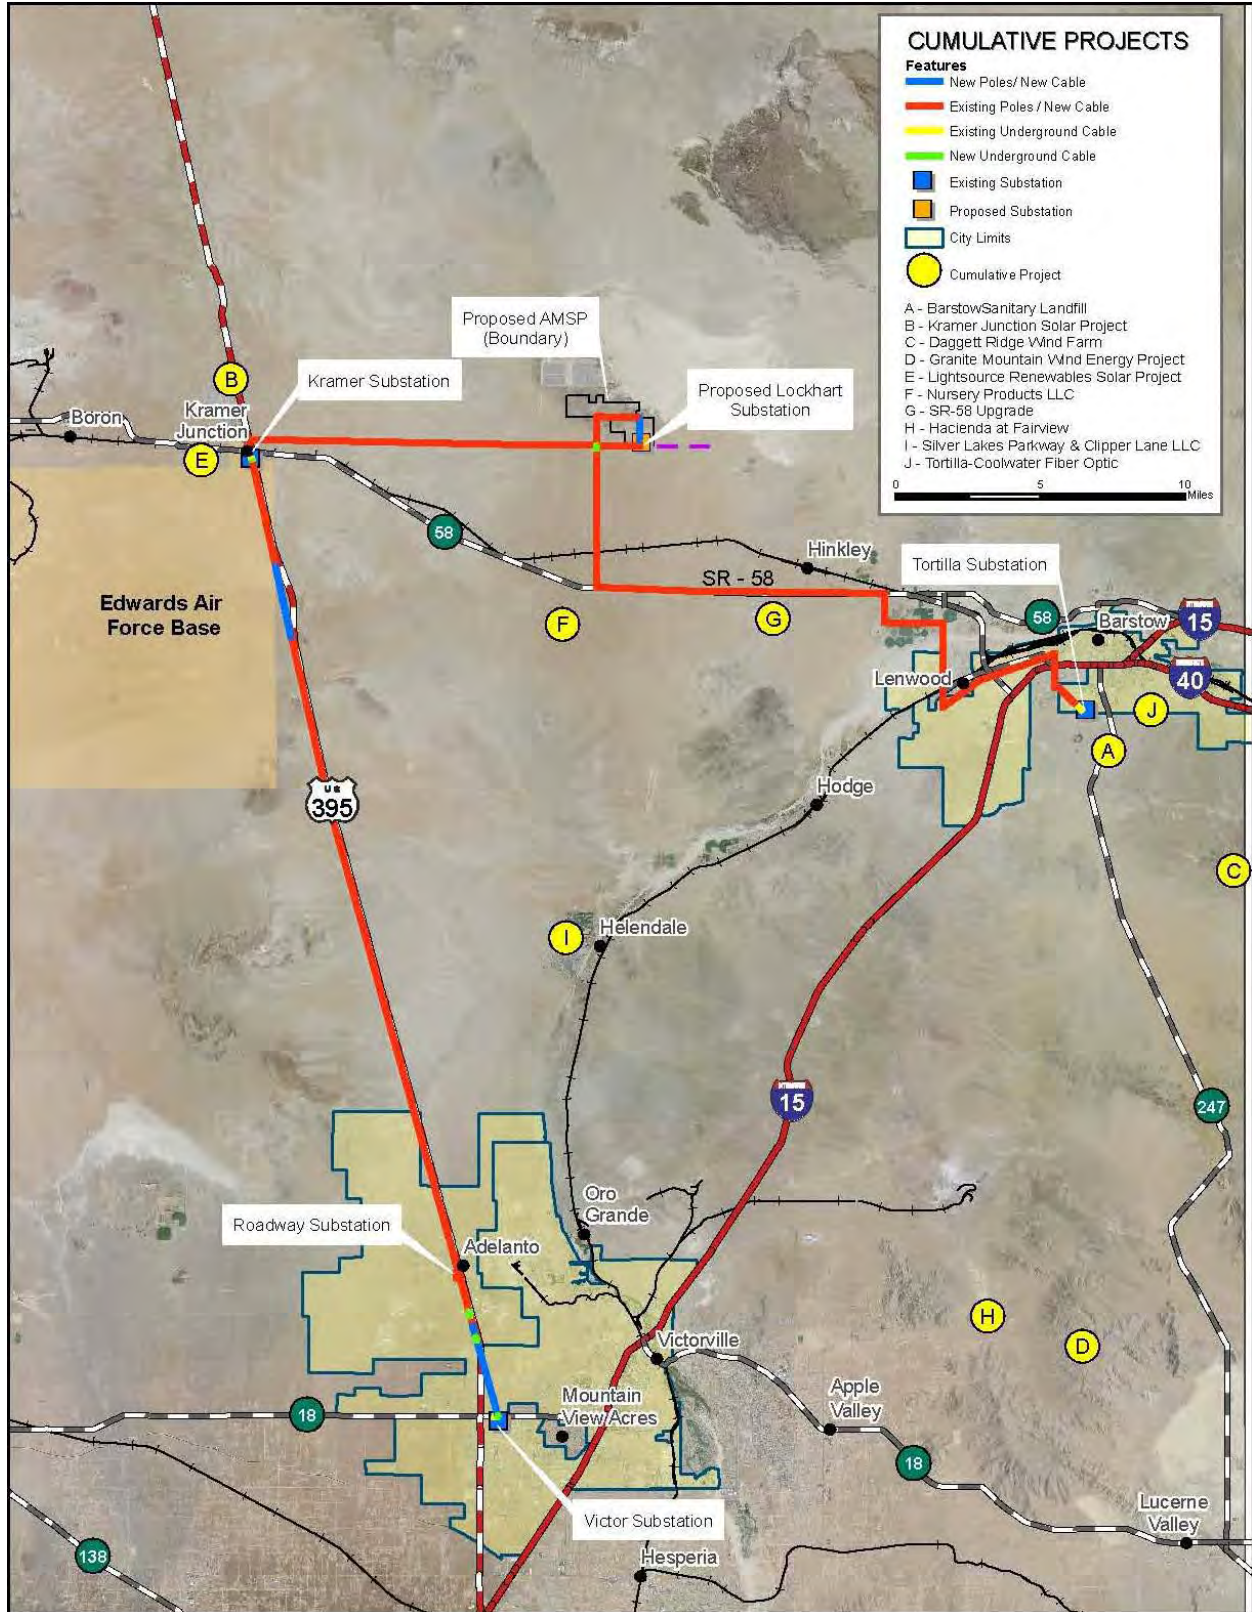 CUMULATIVE PROJECTS
Features
New Poles/ New Cable
Existing Poles / New Cable
Existing Underground Cable
New Underground Cable
Existing Substation
Proposed Substation
City Limits
Cumulative Project
A - BarstowSanitary Landfill
B - Kramer Junction Solar Project
C - Daggett Ridge Wind Farm
D - Granite Mountain Wind Energy Project
E - Lightsource Renewables Solar Project
F - Nursery Products LLC
G - SR-58 Upgrade
H - Hacienda at Fairview
I - Silver Lakes Parkway & Clipper Lane LLC
J - Tortilla-Coolwater Fiber Optic
0 5 10
Miles
Proposed AMSP
(Boundary)
Kramer Substation
Proposed Lockhart
Substation
B
Boron
Kramer
Junction
E
58
Hinkley
Tortilla Substation
SR - 58
Edwards Air
Force Base
F
G
58
Barstow
15
Lenwood
40
J
A
US
395
Hodge
C
I
Helendale
15
247
Oro
Grande
Roadway Substation
Adelanto
H
D
Victorville
18
Mountain
View Acres
Apple
Valley
18
Victor Substation
Lucerne
Valley
138
Hesperia